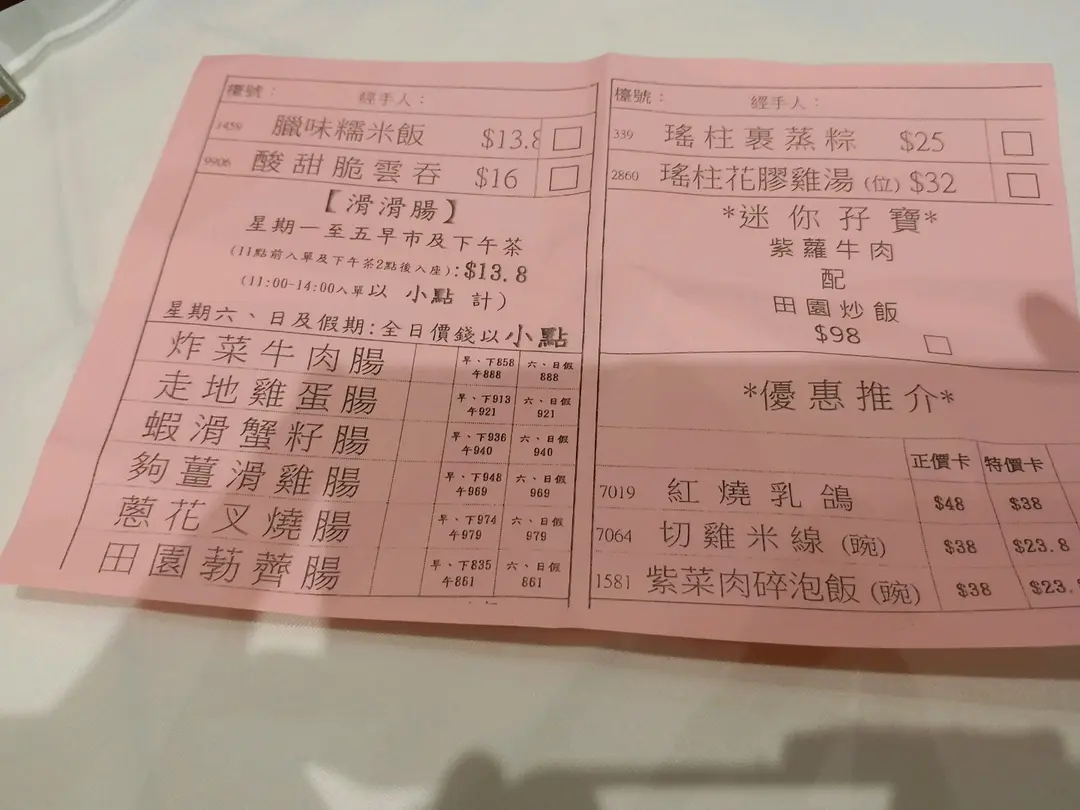 檯號： 經手人：
1459 臘味糯米飯 $13.8
9906 酸甜脆雲吞 $16
【滑滑腸】
星期一至五早市及下午茶
(11點前入單及下午茶2點後入座):$13.8
(11:00-14:00入單以 小點 計)
星期六、日及假期:全日價錢以小點
炸菜牛肉腸 早、下858 午888 六、日假 888
走地雞蛋腸 早、下913 午921 六、日假 921
蝦滑蟹籽腸 早、下936 午940 六、日假 940
夠薑滑雞腸 早、下948 午969 六、日假 969
蔥花叉燒腸 早、下974 午979 六、日假 979
田園葧薺腸 早、下835 午861 六、日假 861
檯號： 經手人：
339 瑤柱裹蒸粽 $25
2860 瑤柱花膠雞湯(位) $32
*迷你孖寶*
紫蘿牛肉
配
田園炒飯
$98
*優惠推介*
正價卡 特價卡
7019 紅燒乳鴿 $48 $38
7064 切雞米線(豌) $38 $23.8
1581 紫菜肉碎泡飯(豌) $38 $23.